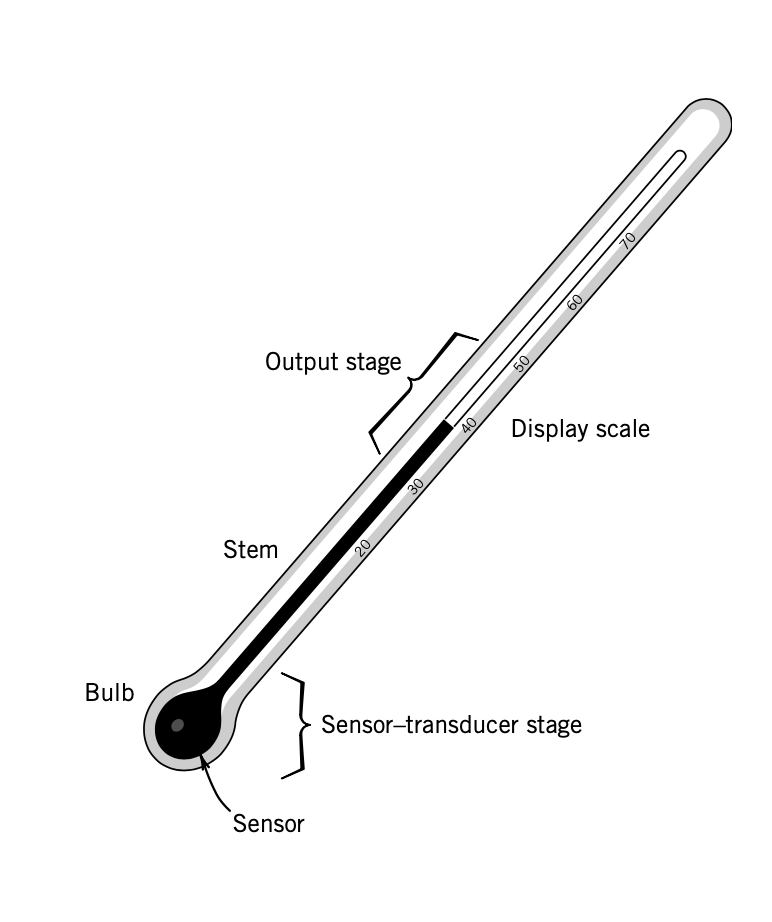 70
60
Output stage
50
40
Display scale
30
20
Stem
Bulb
Sensor–transducer stage
Sensor